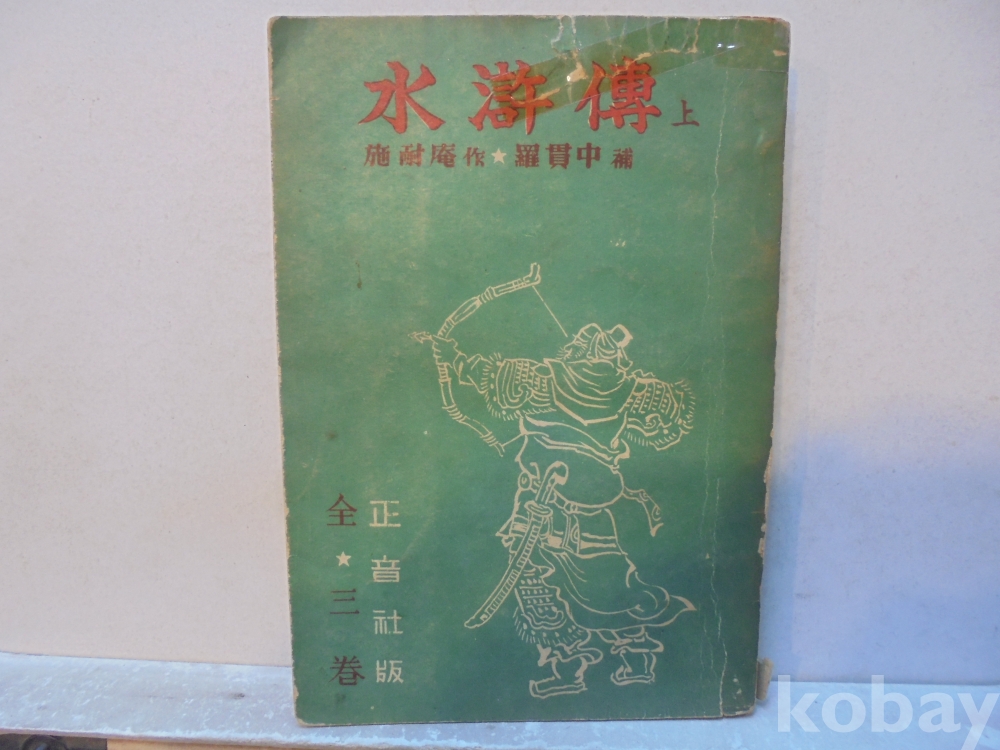 水滸傳 上
施耐庵 作 ★ 羅貫中 補
正音社版
全★三巻
kobay